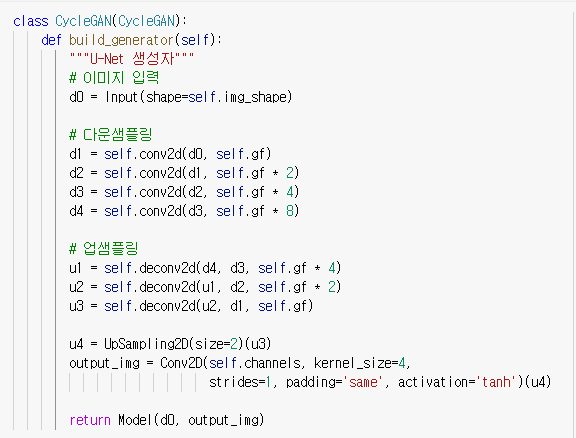 class CycleGAN(CycleGAN):
    def build_generator(self):
        """U-Net 생성자"""
        # 이미지 입력
        d0 = Input(shape=self.img_shape)

        # 다운샘플링
        d1 = self.conv2d(d0, self.gf)
        d2 = self.conv2d(d1, self.gf * 2)
        d3 = self.conv2d(d2, self.gf * 4)
        d4 = self.conv2d(d3, self.gf * 8)

        # 업샘플링
        u1 = self.deconv2d(d4, d3, self.gf * 4)
        u2 = self.deconv2d(u1, d2, self.gf * 2)
        u3 = self.deconv2d(u2, d1, self.gf)

        u4 = UpSampling2D(size=2)(u3)
        output_img = Conv2D(self.channels, kernel_size=4,
                            strides=1, padding='same', activation='tanh')(u4)

        return Model(d0, output_img)